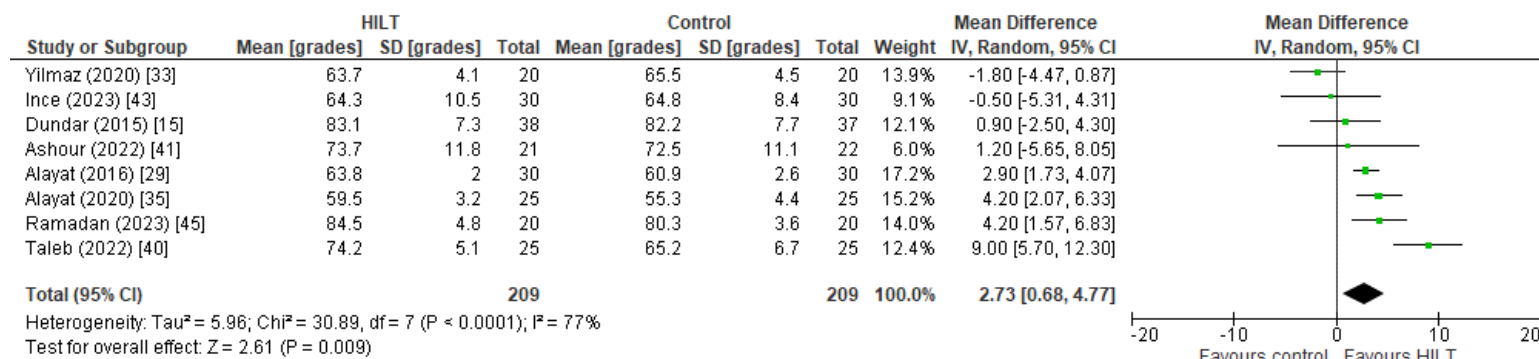 HILT Control Mean Difference Mean Difference
Study or Subgroup Mean [grades] SD [grades] Total Mean [grades] SD [grades] Total Weight IV, Random, 95% CI IV, Random, 95% CI
Yilmaz (2020) [33] 63.7 4.1 20 65.5 4.5 20 13.9% -1.80 [-4.47, 0.87]
Ince (2023) [43] 64.3 10.5 30 64.8 8.4 30 9.1% -0.50 [-5.31, 4.31]
Dundar (2015) [15] 83.1 7.3 38 82.2 7.7 37 12.1% 0.90 [-2.50, 4.30]
Ashour (2022) [41] 73.7 11.8 21 72.5 11.1 22 6.0% 1.20 [-5.65, 8.05]
Alayat (2016) [29] 63.8 2 30 60.9 2.6 30 17.2% 2.90 [1.73, 4.07]
Alayat (2020) [35] 59.5 3.2 25 55.3 4.4 25 15.2% 4.20 [2.07, 6.33]
Ramadan (2023) [45] 84.5 4.8 20 80.3 3.6 20 14.0% 4.20 [1.57, 6.83]
Taleb (2022) [40] 74.2 5.1 25 65.2 6.7 25 12.4% 9.00 [5.70, 12.30]
Total (95% CI) 209 209 100.0% 2.73 [0.68, 4.77]
Heterogeneity: Tau² = 5.96; Chi² = 30.89, df = 7 (P < 0.0001); I² = 77%
Test for overall effect: Z = 2.61 (P = 0.009)
-20 -10 0 10 20
Favours control Favours HILT